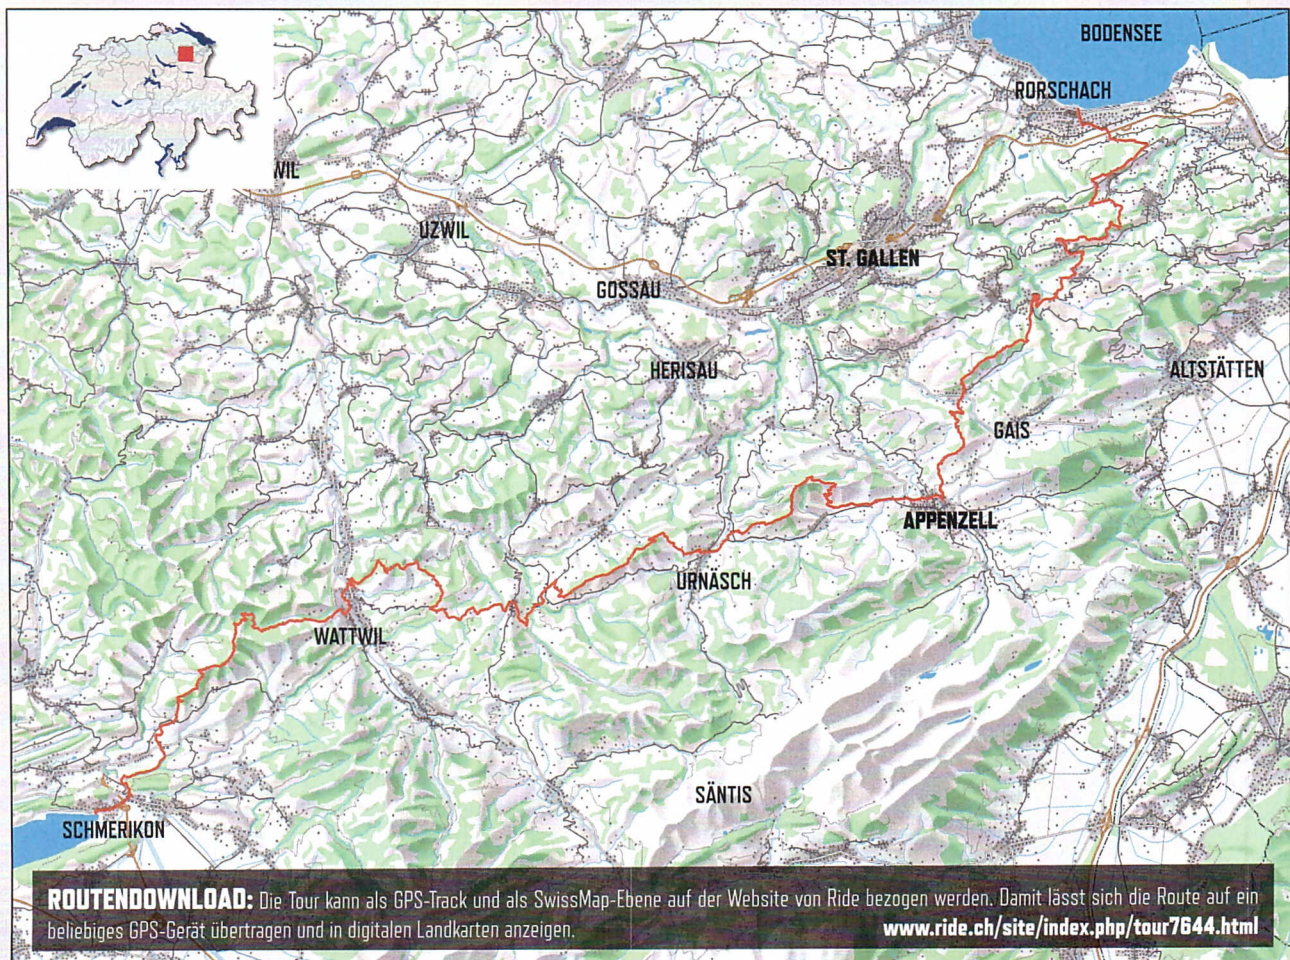 BODENSEE
RORSCHACH
WIL
UZWIL
ST. GALLEN
GOSSAU
HERISAU
ALTSTÄTTEN
GAIS
APPENZELL
URNÄSCH
WATTWIL
SÄNTIS
SCHMERIKON
ROUTENDOWNLOAD: Die Tour kann als GPS-Track und als SwissMap-Ebene auf der Website von Ride bezogen werden. Damit lässt sich die Route auf ein
beliebiges GPS-Gerät übertragen und in digitalen Landkarten anzeigen.
www.ride.ch/site/index.php/tour7644.html